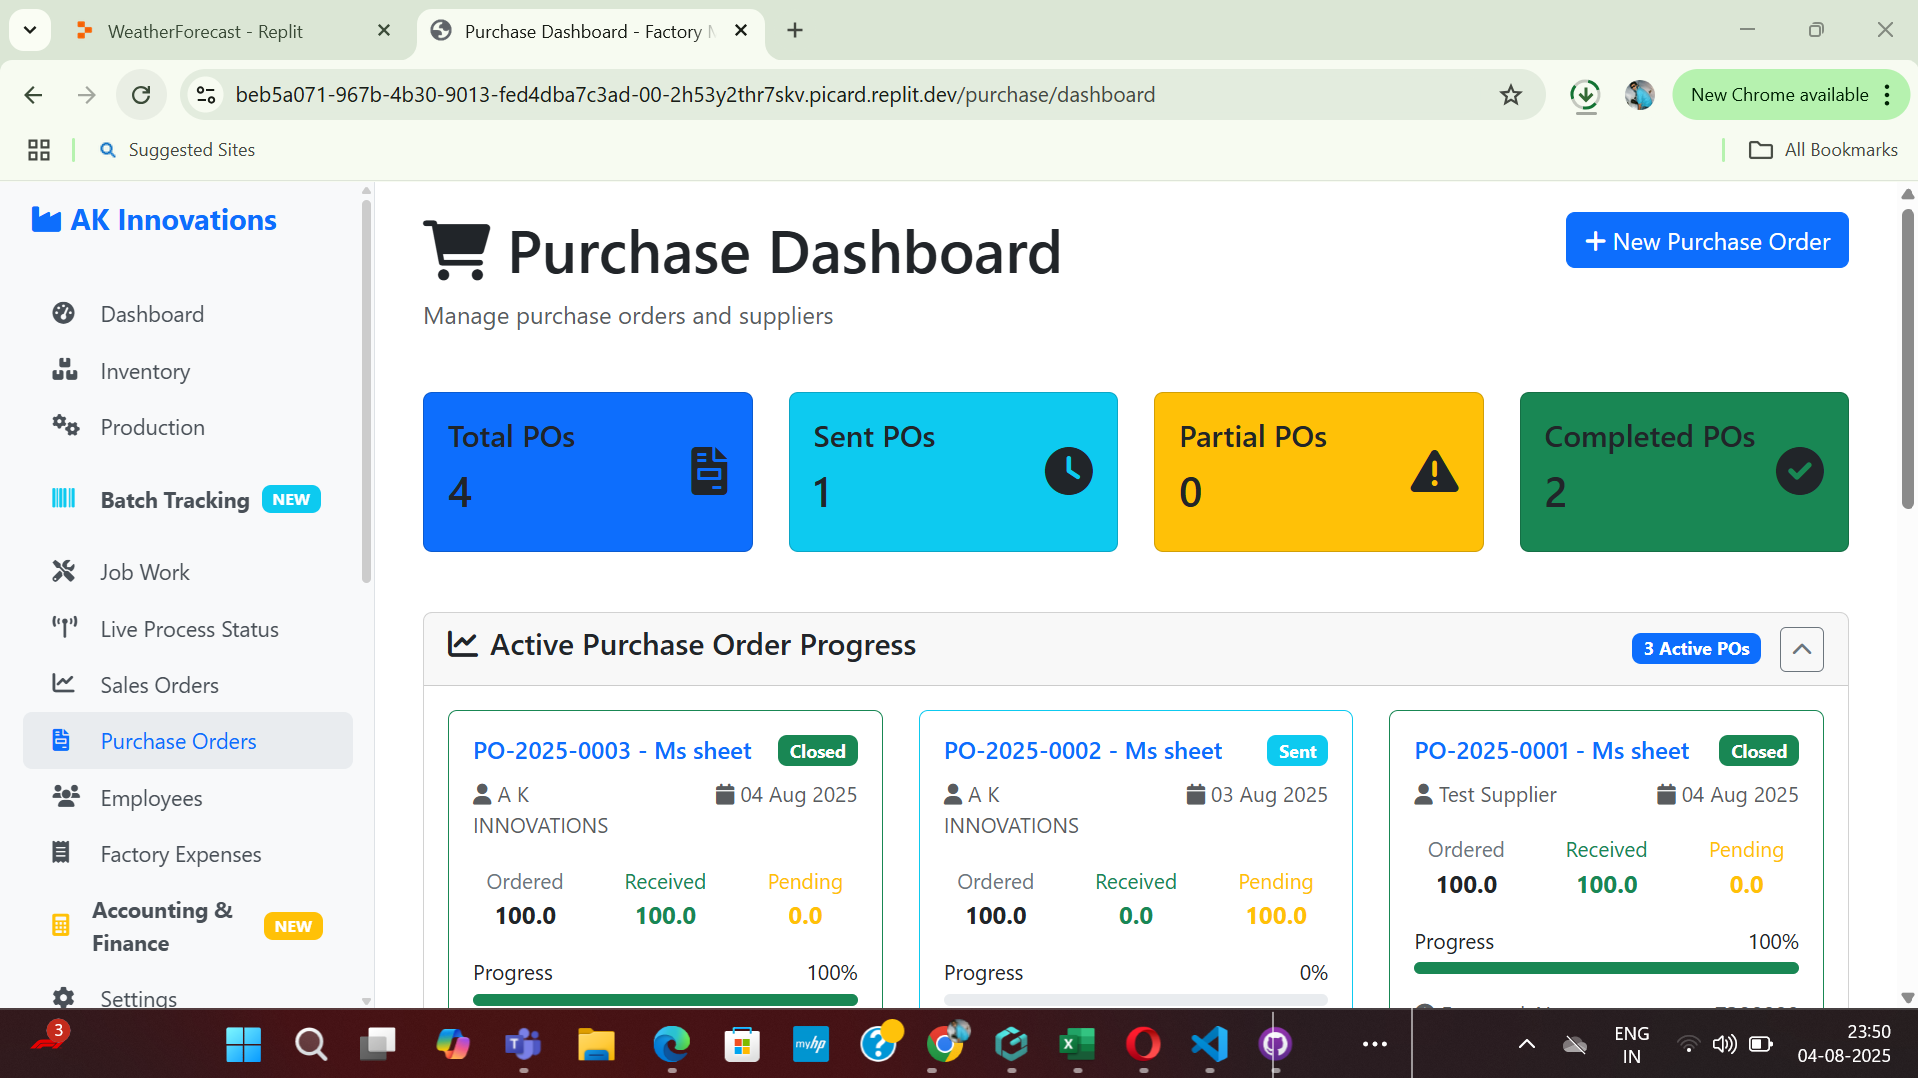 WeatherForecast - Replit
Purchase Dashboard - Factory
beb5a071-967b-4b30-9013-fed4dba7c3ad-00-2h53y2thr7skv.picard.replit.dev/purchase/dashboard
New Chrome available
Suggested Sites
All Bookmarks
AK Innovations
Dashboard
Inventory
Production
Batch Tracking NEW
Job Work
Live Process Status
Sales Orders
Purchase Orders
Employees
Factory Expenses
Accounting &
Finance
NEW
Settings
Purchase Dashboard
Manage purchase orders and suppliers
+ New Purchase Order
Total POs
4
Sent POs
1
Partial POs
0
Completed POs
2
Active Purchase Order Progress
3 Active POs
PO-2025-0003 - Ms sheet Closed
A K
INNOVATIONS
04 Aug 2025
Ordered Received Pending
100.0 100.0 0.0
Progress 100%
PO-2025-0002 - Ms sheet Sent
A K
INNOVATIONS
03 Aug 2025
Ordered Received Pending
100.0 0.0 100.0
Progress 0%
PO-2025-0001 - Ms sheet Closed
Test Supplier 04 Aug 2025
Ordered Received Pending
100.0 100.0 0.0
Progress 100%
3
myhp
ENG
IN
23:50
04-08-2025